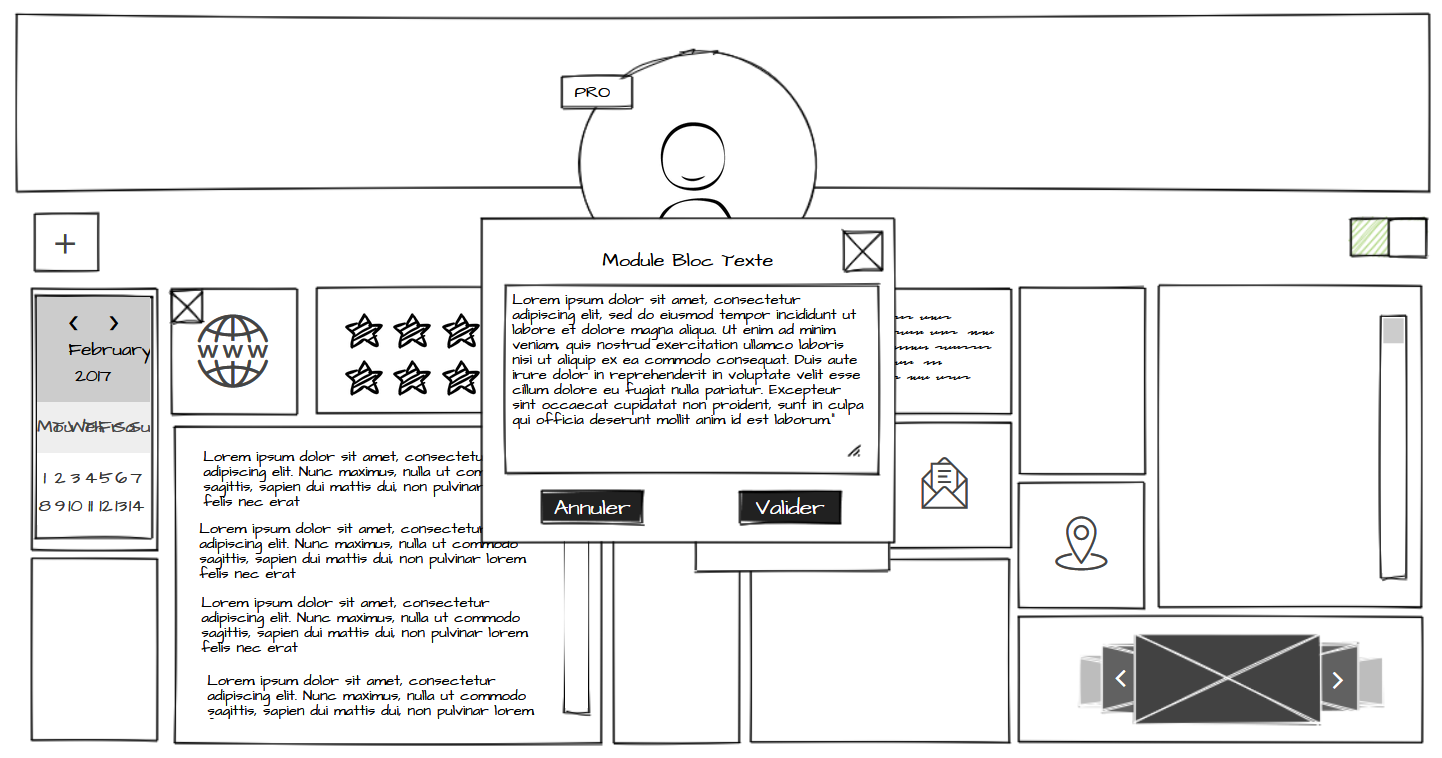 PRO
+
Module Bloc Texte
Lorem ipsum dolor sit amet, consectetur
adipiscing elit, sed do eiusmod tempor incididunt ut
labore et dolore magna aliqua. Ut enim ad minim
veniam, quis nostrud exercitation ullamco laboris
nisi ut aliquip ex ea commodo consequat. Duis aute
irure dolor in reprehenderit in voluptate velit esse
cillum dolore eu fugiat nulla pariatur. Excepteur
sint occaecat cupidatat non proident, sunt in culpa
qui officia deserunt mollit anim id est laborum."
Annuler Valider
February
2017
1 2 3 4 5 6 7
8 9 10 11 12 13 14
WWW
Lorem ipsum dolor sit amet, consectetu
adipiscing elit. Nunc maximus, nulla ut com
sagittis, sapien dui mattis dui, non pulvinar
felis nec erat
Lorem ipsum dolor sit amet, consectetur
adipiscing elit. Nunc maximus, nulla ut commodo
sagittis, sapien dui mattis dui, non pulvinar lorem
felis nec erat
Lorem ipsum dolor sit amet, consectetur
adipiscing elit. Nunc maximus, nulla ut commodo
sagittis, sapien dui mattis dui, non pulvinar lorem
felis nec erat
Lorem ipsum dolor sit amet, consectetur
adipiscing elit. Nunc maximus, nulla ut commodo
sagittis, sapien dui mattis dui, non pulvinar lorem